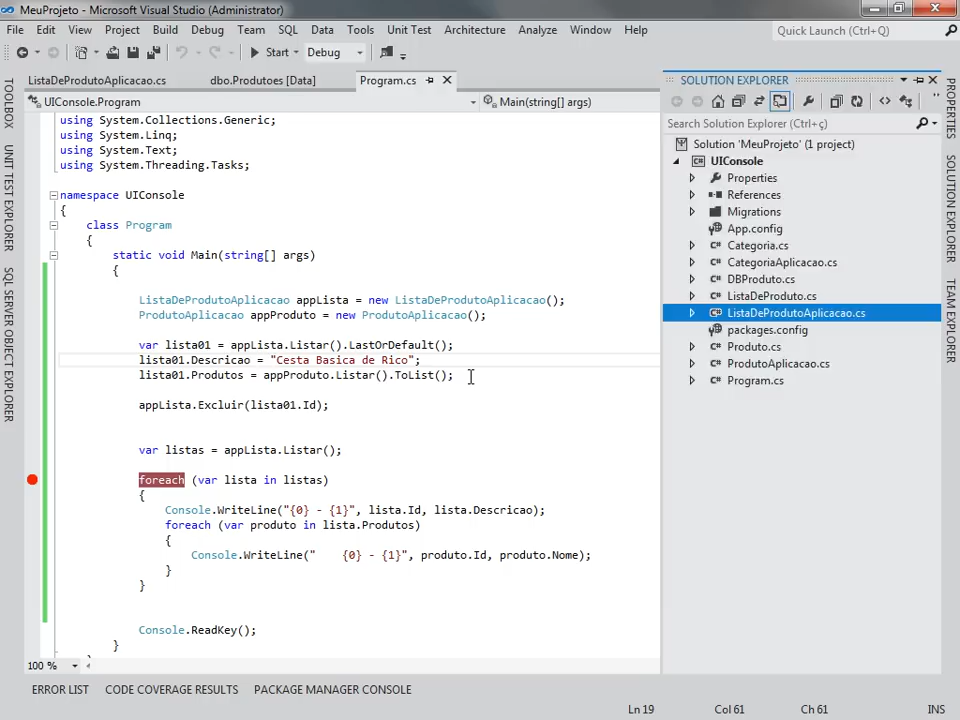 MeuProjeto - Microsoft Visual Studio (Administrator)
File Edit View Project Build Debug Team SQL Data Tools Unit Test Architecture Analyze Window Help
Quick Launch (Ctrl+Q)
Start Debug
ListaDeProdutoAplicacao.cs dbo.Produtoes [Data] Program.cs
UIConsole.Program Main(string[] args)
using System.Collections.Generic;
using System.Linq;
using System.Text;
using System.Threading.Tasks;
namespace UIConsole
{
class Program
{
static void Main(string[] args)
{
ListaDeProdutoAplicacao appLista = new ListaDeProdutoAplicacao();
ProdutoAplicacao appProduto = new ProdutoAplicacao();
var lista01 = appLista.Listar().LastOrDefault();
lista01.Descricao = "Cesta Basica de Rico";
lista01.Produtos = appProduto.Listar().ToList();
appLista.Excluir(lista01.Id);
var listas = appLista.Listar();
foreach (var lista in listas)
{
Console.WriteLine("{0} - {1}", lista.Id, lista.Descricao);
foreach (var produto in lista.Produtos)
{
Console.WriteLine("    {0} - {1}", produto.Id, produto.Nome);
}
}
Console.ReadKey();
}
100 %
SOLUTION EXPLORER
Search Solution Explorer (Ctrl+ç)
Solution 'MeuProjeto' (1 project)
UIConsole
Properties
References
Migrations
App.config
Categoria.cs
CategoriaAplicacao.cs
DBProduto.cs
ListaDeProduto.cs
ListaDeProdutoAplicacao.cs
packages.config
Produto.cs
ProdutoAplicacao.cs
Program.cs
TOOLBOX
UNIT TEST EXPLORER
SQL SERVER OBJECT EXPLORER
PROPERTIES
SOLUTION EXPLORER
TEAM EXPLORER
ERROR LIST CODE COVERAGE RESULTS PACKAGE MANAGER CONSOLE
Ln 19 Col 61 Ch 61 INS